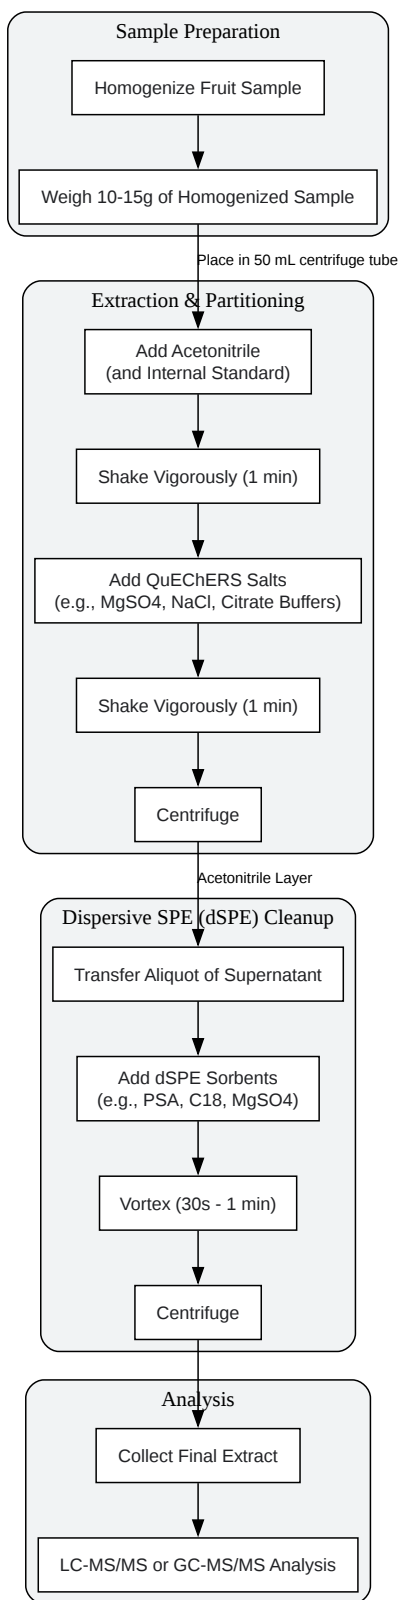 Sample Preparation
Homogenize Fruit Sample
Weigh 10-15g of Homogenized Sample
Place in 50 mL centrifuge tube
Extraction & Partitioning
Add Acetonitrile
(and Internal Standard)
Shake Vigorously (1 min)
Add QuEChERS Salts
(e.g., MgSO4, NaCl, Citrate Buffers)
Shake Vigorously (1 min)
Centrifuge
Acetonitrile Layer
Dispersive SPE (dSPE) Cleanup
Transfer Aliquot of Supernatant
Add dSPE Sorbents
(e.g., PSA, C18, MgSO4)
Vortex (30s - 1 min)
Centrifuge
Analysis
Collect Final Extract
LC-MS/MS or GC-MS/MS Analysis